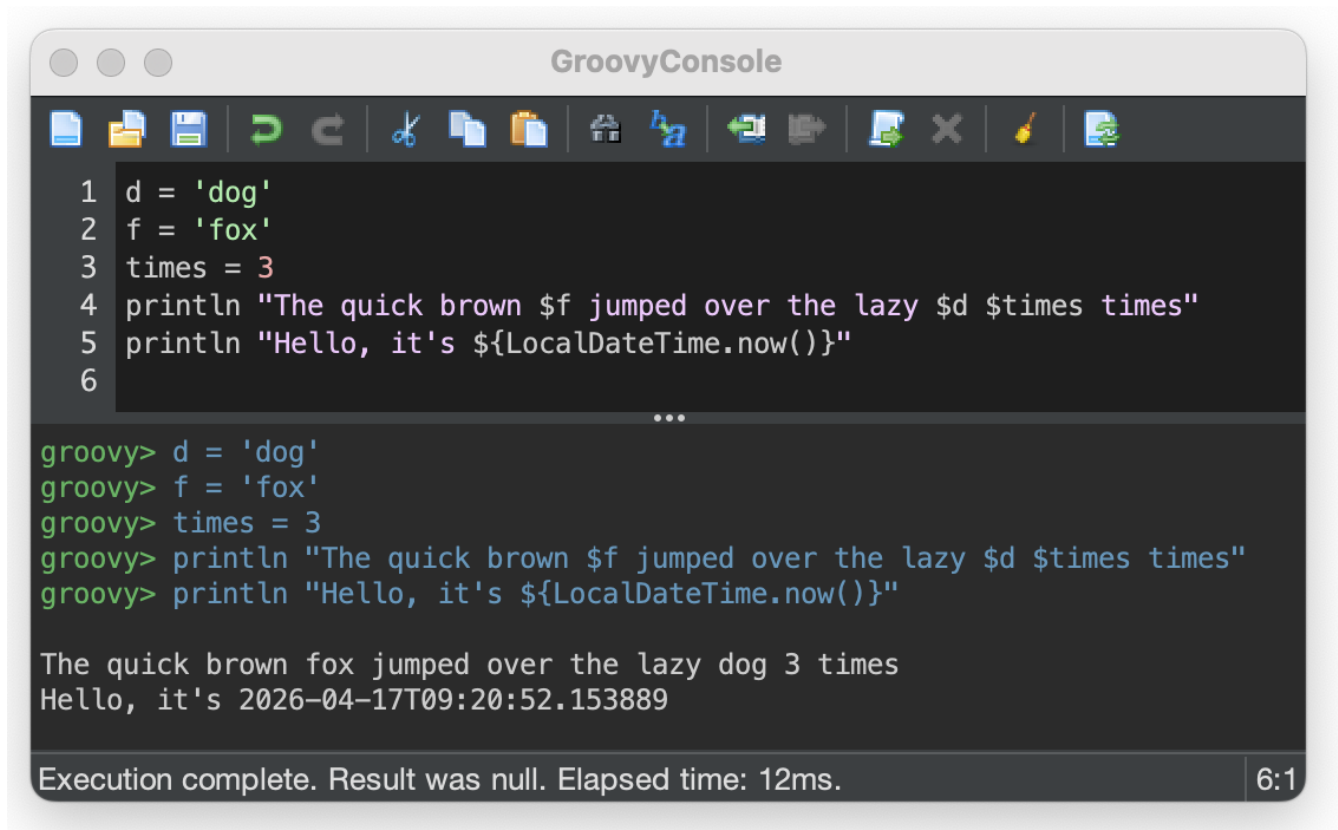 GroovyConsole
1 d = 'dog'
2 f = 'fox'
3 times = 3
4 println "The quick brown $f jumped over the lazy $d $times times"
5 println "Hello, it's ${LocalDateTime.now()}"
6
groovy> d = 'dog'
groovy> f = 'fox'
groovy> times = 3
groovy> println "The quick brown $f jumped over the lazy $d $times times"
groovy> println "Hello, it's ${LocalDateTime.now()}"
The quick brown fox jumped over the lazy dog 3 times
Hello, it's 2026-04-17T09:20:52.153889
Execution complete. Result was null. Elapsed time: 12ms. 6:1